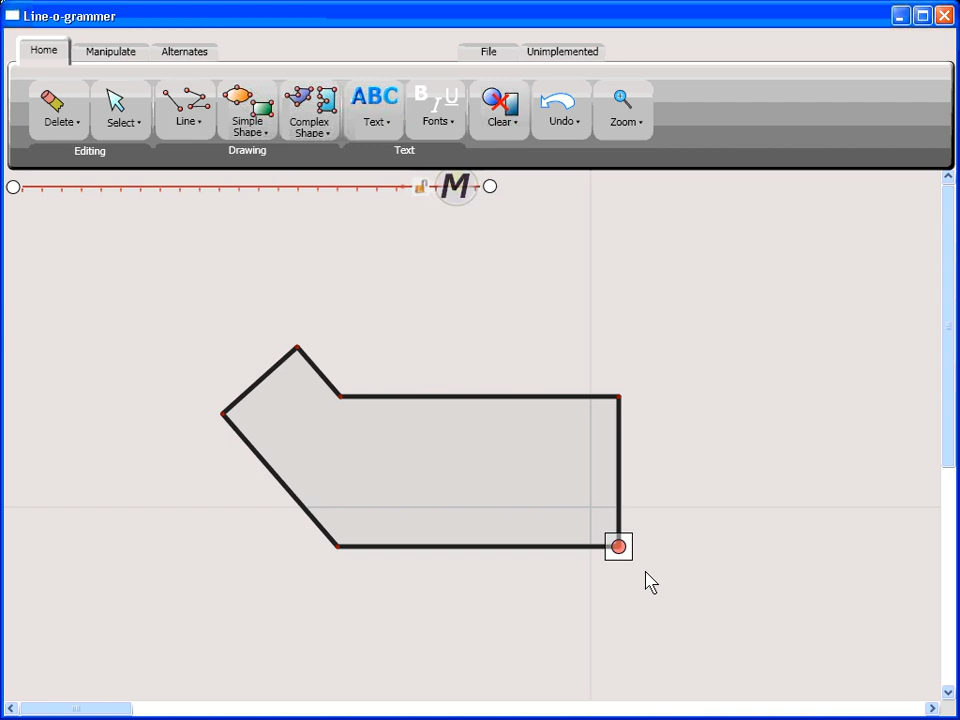 Line-o-grammer
Home Manipulate Alternates File Unimplemented
ABC B I U
Delete Select Line Simple Shape Complex Shape Text Fonts Clear Undo Zoom
Editing Drawing Text
M